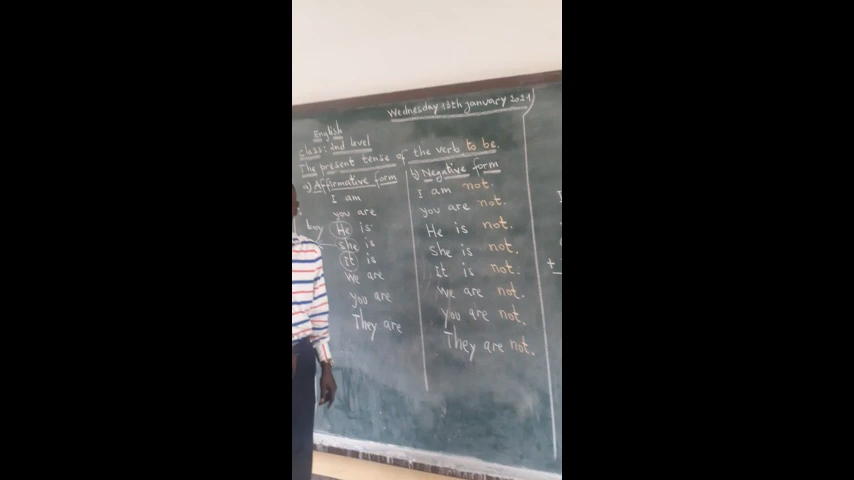 Wednesday 13th january 2021
English
class: 2nd level
The present tense of the verb to be.
a) Affirmative form
I am
you are
He is
she is
It is
We are
you are
They are
b) Negative form
I am not.
you are not.
He is not.
she is not.
It is not.
We are not.
you are not.
They are not.